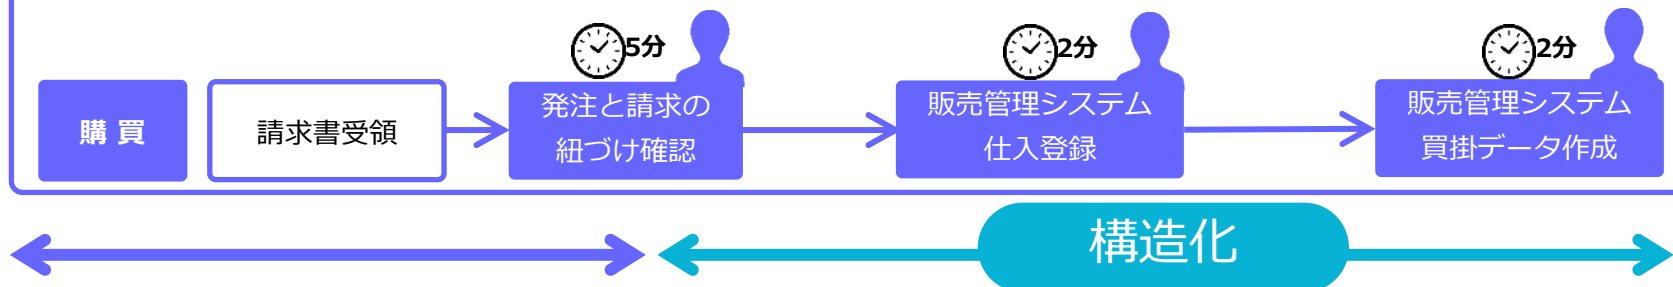 5分
2分
2分
購買
請求書受領
発注と請求の
紐づけ確認
販売管理システム
仕入登録
販売管理システム
買掛データ作成
構造化